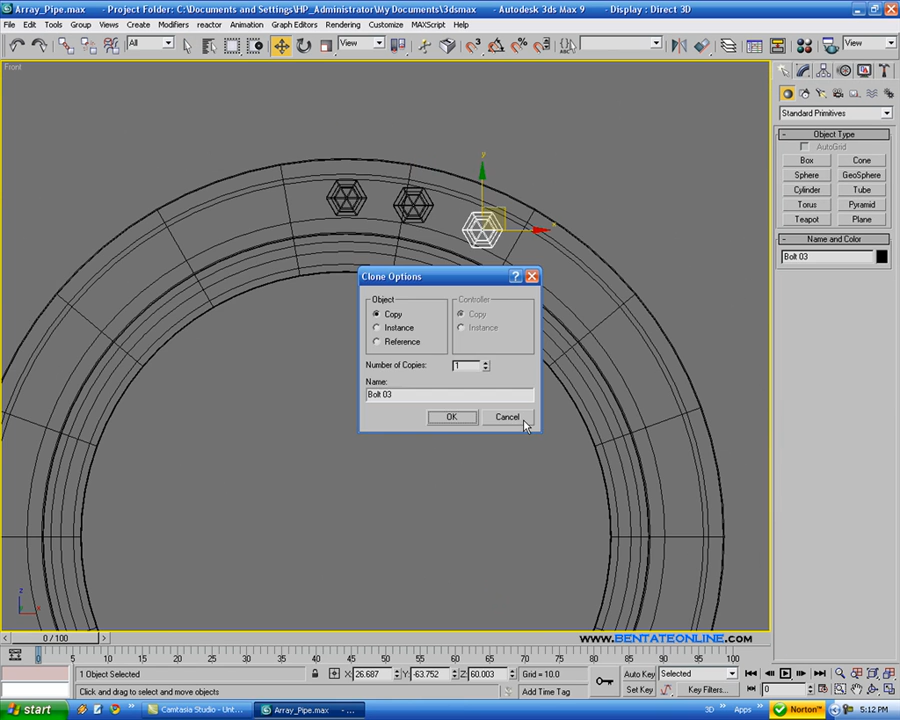 Array_Pipe.max - Project Folder: C:\Documents and Settings\HP_Administrator\My Documents\3dsmax - Autodesk 3ds Max 9 - Display : Direct 3D
File Edit Tools Group Views Create Modifiers reactor Animation Graph Editors Rendering Customize MAXScript Help
All View View
Front
Standard Primitives
Object Type
AutoGrid
Box Cone
Sphere GeoSphere
Cylinder Tube
Torus Pyramid
Teapot Plane
Name and Color
Bolt 03
y
Clone Options
Object Controller
Copy Copy
Instance Instance
Reference
Number of Copies: 1
Name:
Bolt 03
OK Cancel
z
www.BENTATEONLINE.com
0 / 100
0 5 10 15 20 25 30 35 40 45 50 55 60 65 70 75 80 85 90 95 100
1 Object Selected X: 26.687 Y: -63.752 Z: 60.003 Grid = 10.0 Auto Key Selected
Click and drag to select and move objects Add Time Tag Set Key Key Filters... 0
start Camtasia Studio - Unt... Array_Pipe.max - ... 3D » Apps » Norton™ 5:12 PM